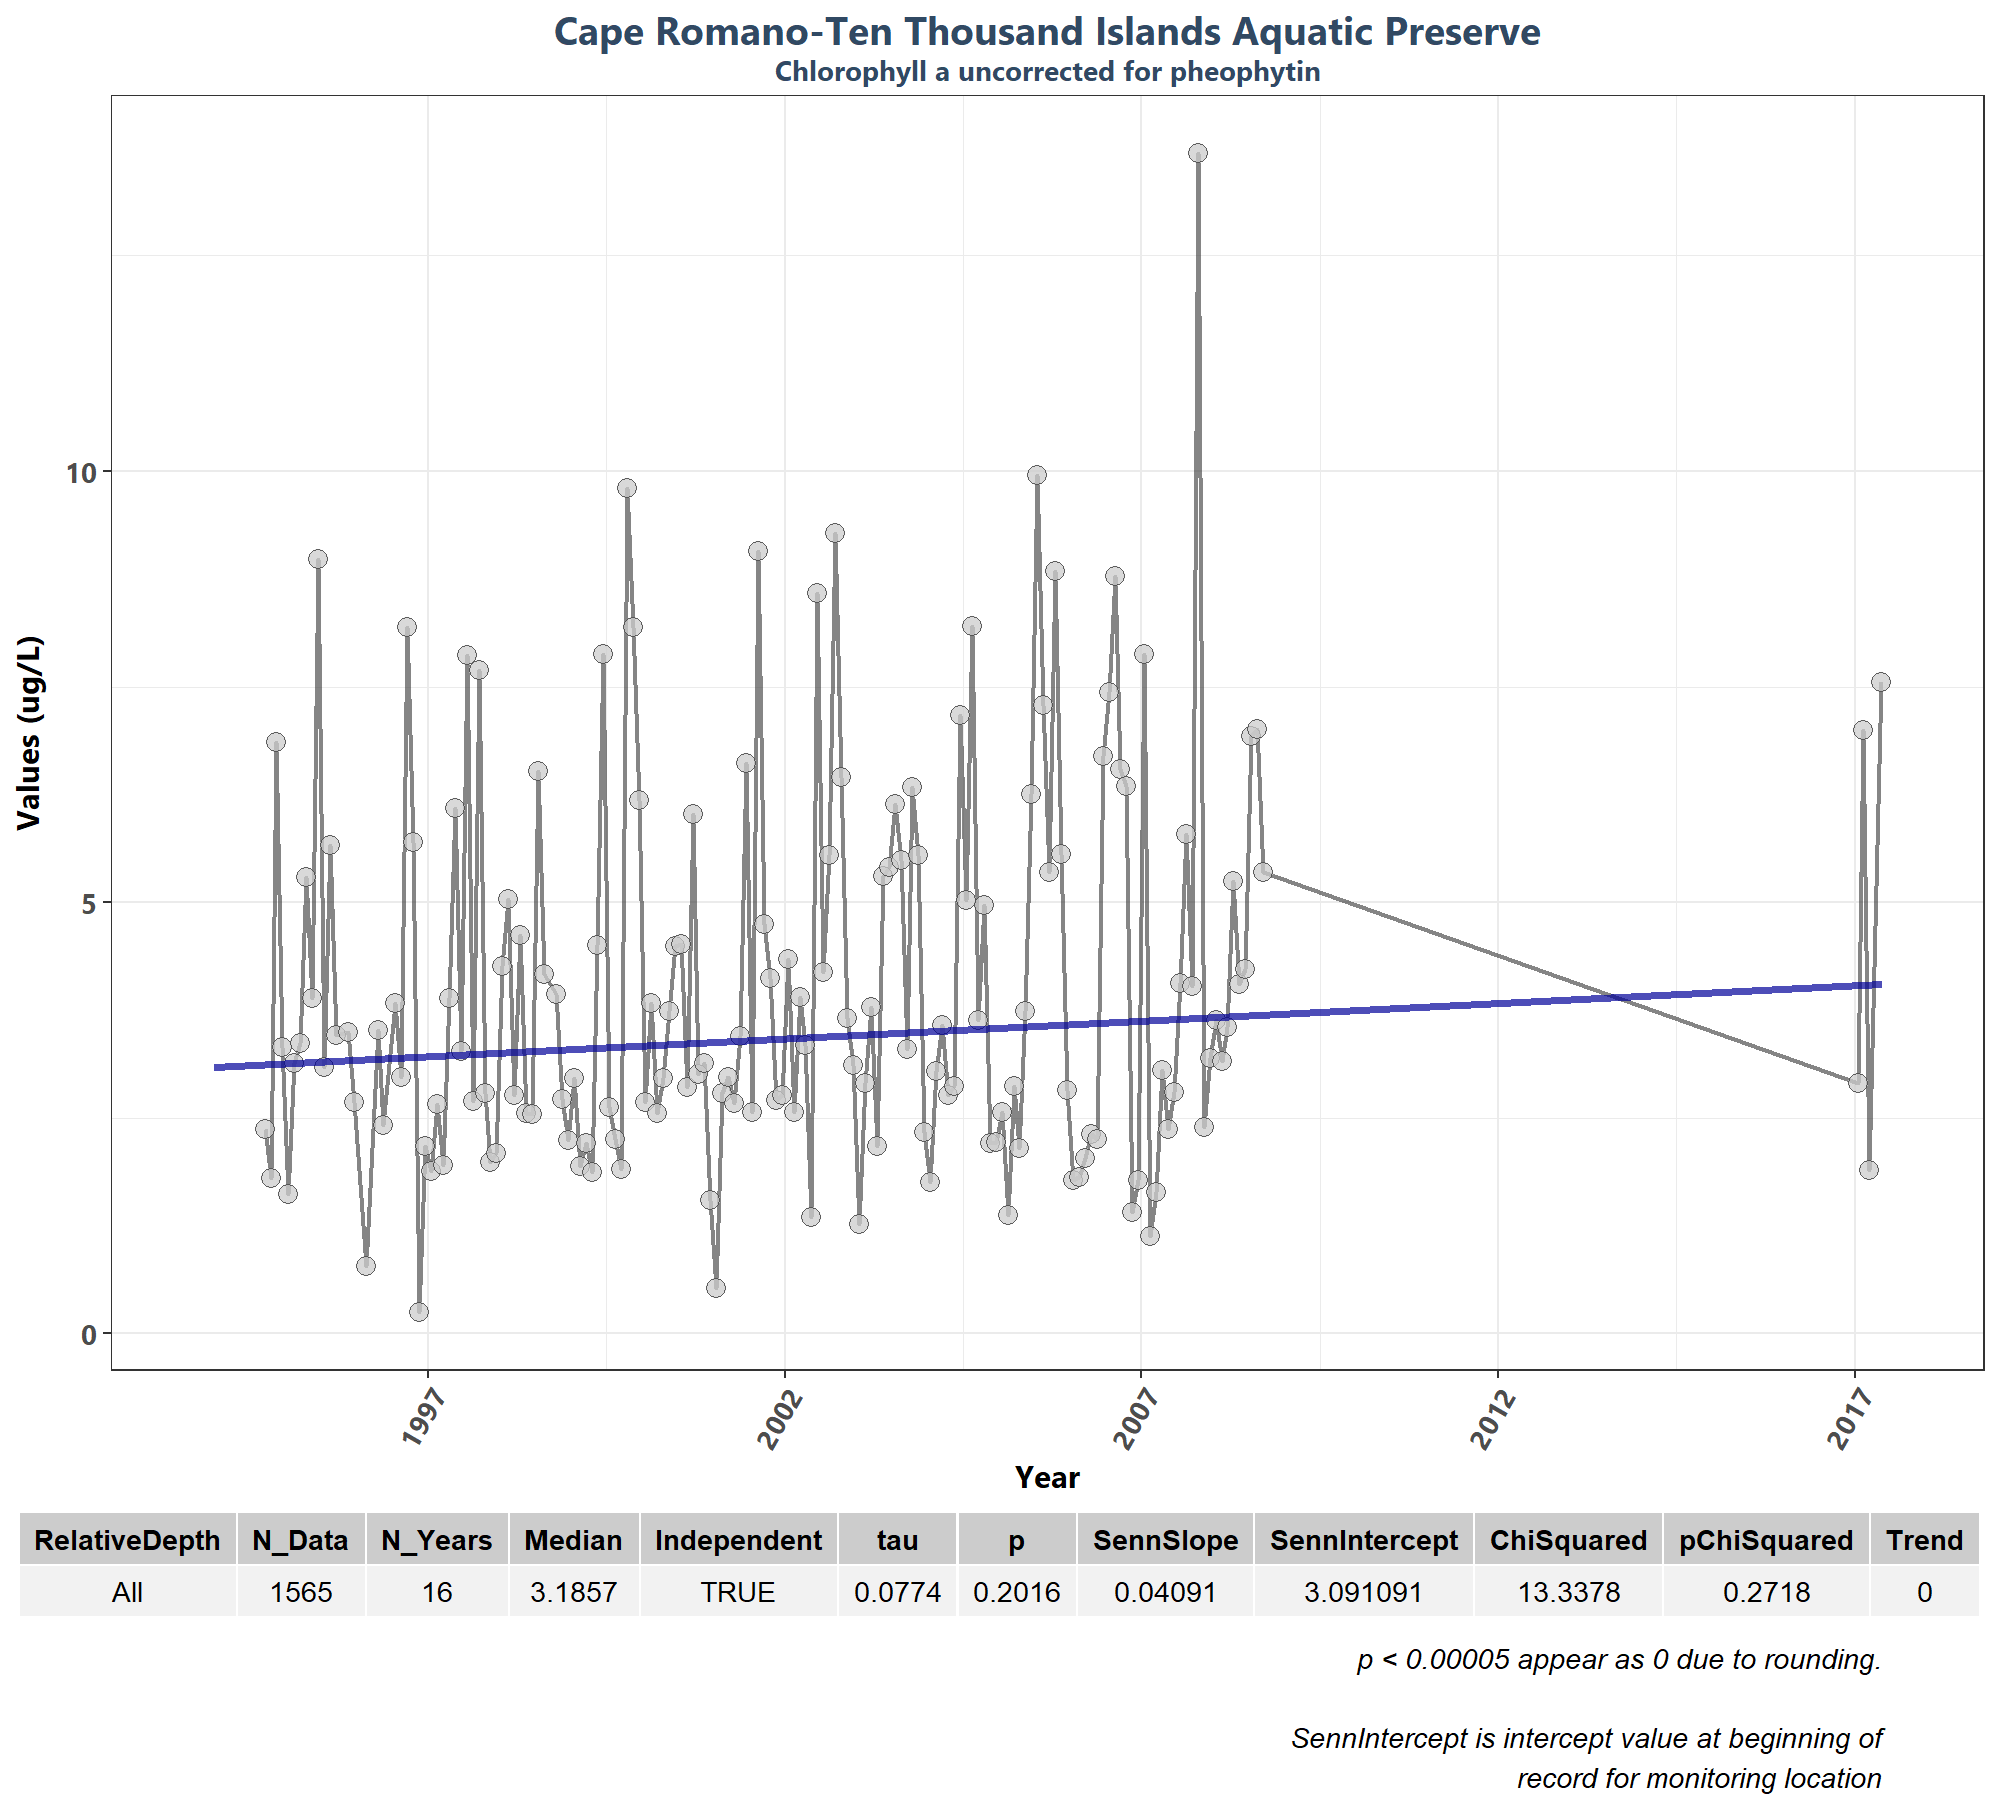 Cape Romano-Ten Thousand Islands Aquatic Preserve
Chlorophyll a uncorrected for pheophytin
Values (ug/L)
10
5
0
1997
2002
2007
2012
2017
Year
RelativeDepth N_Data N_Years Median Independent tau p SennSlope SennIntercept ChiSquared pChiSquared Trend
All 1565 16 3.1857 TRUE 0.0774 0.2016 0.04091 3.091091 13.3378 0.2718 0
p < 0.00005 appear as 0 due to rounding.
SennIntercept is intercept value at beginning of
record for monitoring location